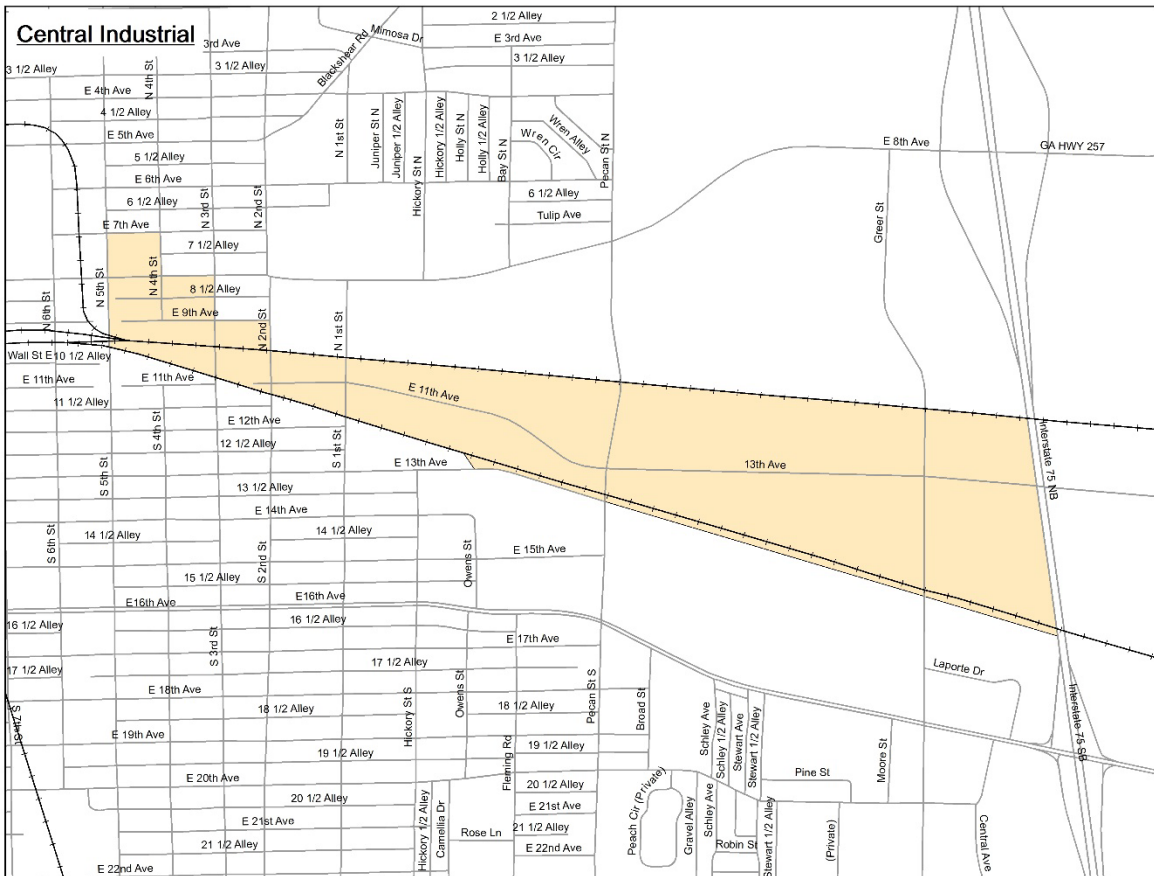 Central Industrial
2 1/2 Alley
Mimosa Dr
E 3rd Ave
3rd Ave
3 1/2 Alley
3 1/2 Alley
3 1/2 Alley
N 4th St
Blackshear Rd
E 4th Ave
4 1/2 Alley
E 5th Ave
5 1/2 Alley
E 6th Ave
6 1/2 Alley
E 7th Ave
N 3rd St
N 2nd St
N 1st St
Juniper St N
Juniper 1/2 Alley
Hickory St N
Hickory 1/2 Alley
Holly St N
Holly 1/2 Alley
Bay St N
Wren Cir
Wren Alley
Pecan St N
6 1/2 Alley
Tulip Ave
E 8th Ave
GA HWY 257
Greer St
7 1/2 Alley
8 1/2 Alley
E 9th Ave
N 6th St
N 5th St
N 4th St
N 2nd St
N 1st St
Wall St E
10 1/2 Alley
E 11th Ave
E 11th Ave
E 11th Ave
11 1/2 Alley
S 4th St
E 12th Ave
12 1/2 Alley
S 1st St
E 13th Ave
13th Ave
Interstate 75 NB
S 5th St
13 1/2 Alley
E 14th Ave
14 1/2 Alley
14 1/2 Alley
S 6th St
S 2nd St
Owens St
E 15th Ave
15 1/2 Alley
E16th Ave
E16th Ave
16 1/2 Alley
16 1/2 Alley
S 3rd St
E 17th Ave
17 1/2 Alley
17 1/2 Alley
Laporte Dr
E 18th Ave
18 1/2 Alley
18 1/2 Alley
Hickory St S
Owens St
Pecan St S
Broad St
S 7th St
E 19th Ave
19 1/2 Alley
19 1/2 Alley
Fleming Rd
Schley Ave
Schley 1/2 Alley
Stewart Ave
Stewart 1/2 Alley
Moore St
Interstate 75 SB
E 20th Ave
20 1/2 Alley
20 1/2 Alley
Pine St
E 21st Ave
E 21st Ave
21 1/2 Alley
21 1/2 Alley
E 22nd Ave
E 22nd Ave
Hickory 1/2 Alley
Camellia Dr
Rose Ln
Peach Cir (Private)
Gravel Alley
Schley Ave
Robin St
Stewart 1/2 Alley
(Private)
Central Ave